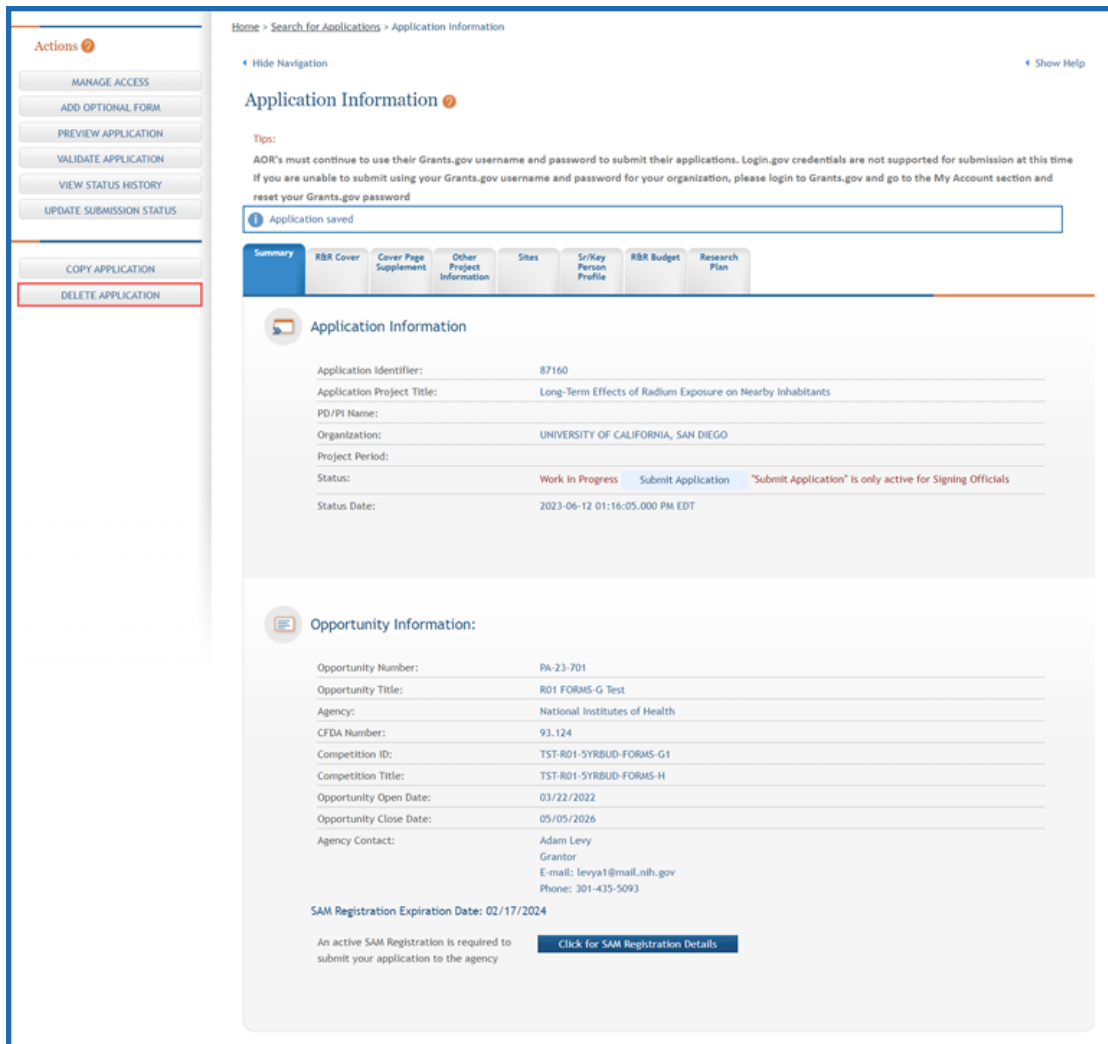 Home > Search for Applications > Application Information
Actions ?
MANAGE ACCESS
ADD OPTIONAL FORM
PREVIEW APPLICATION
VALIDATE APPLICATION
VIEW STATUS HISTORY
UPDATE SUBMISSION STATUS
COPY APPLICATION
DELETE APPLICATION
Hide Navigation
Show Help
Application Information ?
Tips:
AOR's must continue to use their Grants.gov username and password to submit their applications. Login.gov credentials are not supported for submission at this time
If you are unable to submit using your Grants.gov username and password for your organization, please login to Grants.gov and go to the My Account section and
reset your Grants.gov password
i Application saved
Summary
R&R Cover
Cover Page
Supplement
Other
Project
Information
Sites
Sr/Key
Person
Profile
R&R Budget
Research
Plan
Application Information
Application Identifier: 87160
Application Project Title: Long-Term Effects of Radium Exposure on Nearby Inhabitants
PD/PI Name:
Organization: UNIVERSITY OF CALIFORNIA, SAN DIEGO
Project Period:
Status: Work in Progress Submit Application "Submit Application" is only active for Signing Officials
Status Date: 2023-06-12 01:16:05.000 PM EDT
Opportunity Information:
Opportunity Number: PA-23-701
Opportunity Title: R01 FORMS-G Test
Agency: National Institutes of Health
CFDA Number: 93.124
Competition ID: TST-R01-5YRBUD-FORMS-G1
Competition Title: TST-R01-5YRBUD-FORMS-H
Opportunity Open Date: 03/22/2022
Opportunity Close Date: 05/05/2026
Agency Contact: Adam Levy
Grantor
E-mail: levya1@mail.nih.gov
Phone: 301-435-5093
SAM Registration Expiration Date: 02/17/2024
An active SAM Registration is required to
submit your application to the agency
Click for SAM Registration Details